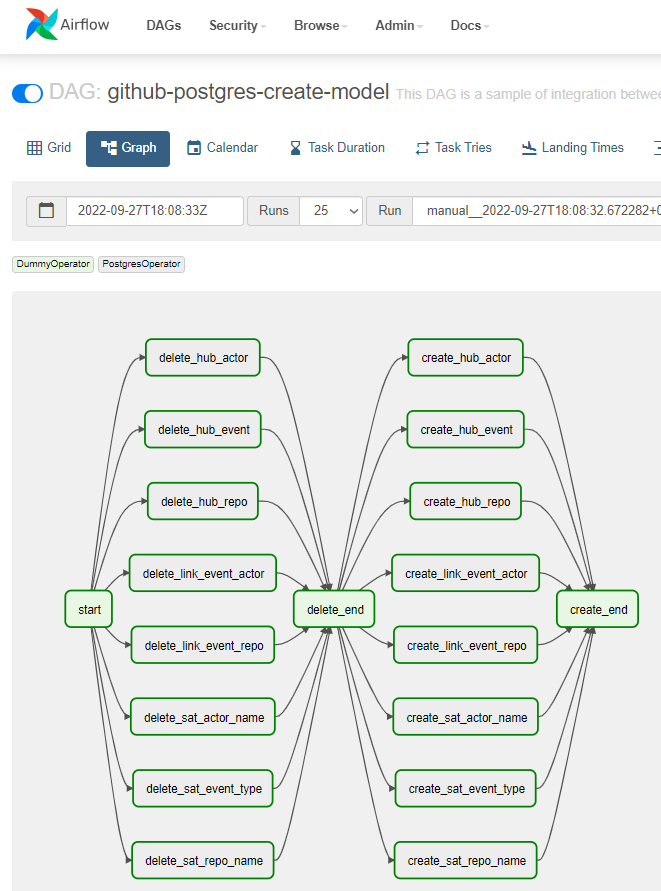 Airflow DAGs Security Browse Admin Docs
DAG: github-postgres-create-model This DAG is a sample of integration betwee
Grid Graph Calendar Task Duration Task Tries Landing Times
2022-09-27T18:08:33Z Runs 25 Run manual__2022-09-27T18:08:32.672282+0
DummyOperator PostgresOperator
delete_hub_actor create_hub_actor
delete_hub_event create_hub_event
delete_hub_repo create_hub_repo
delete_link_event_actor create_link_event_actor
start delete_end create_end
delete_link_event_repo create_link_event_repo
delete_sat_actor_name create_sat_actor_name
delete_sat_event_type create_sat_event_type
delete_sat_repo_name create_sat_repo_name